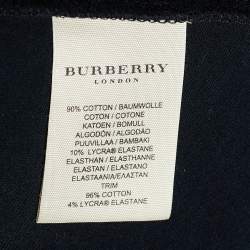 BURBERRY
LONDON
90% COTTON / BAUMWOLLE
COTON / COTONE
KATOEN / BOMULL
ALGODÓN / ALGODÃO
PUUVILLAA / BAMBAKI
10% LYCRA® ELASTANE
ELASTHAN / ELASTHANNE
ELASTAN / ELASTANO
ELASTAANIA/ΕΛΑΣΤΑΝ
TRIM
96% COTTON
4% LYCRA® ELASTANE